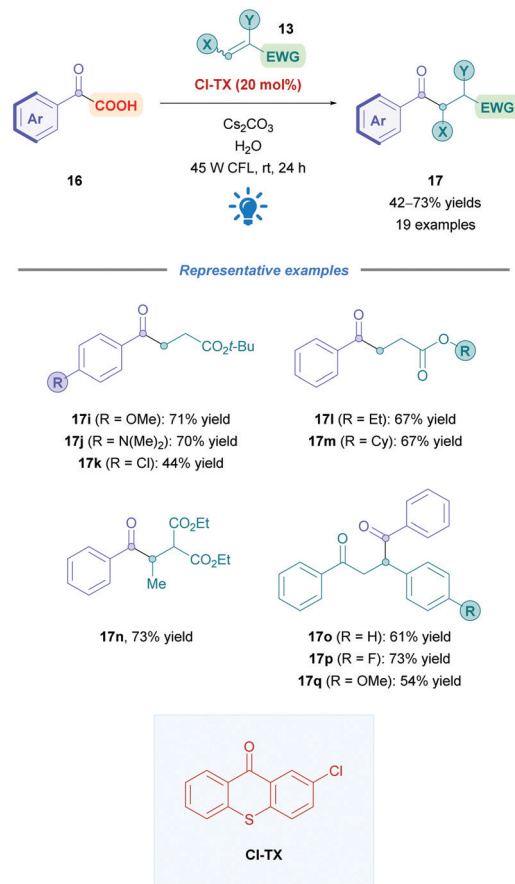 Y
13
X
EWG
O
COOH
Ar
Cl-TX (20 mol%)
Cs2CO3
H2O
45 W CFL, rt, 24 h
O
Y
EWG
Ar
X
16
17
42–73% yields
19 examples
Representative examples
O
CO2t-Bu
R
17i (R = OMe): 71% yield
17j (R = N(Me)2): 70% yield
17k (R = Cl): 44% yield
O
O
R
O
17l (R = Et): 67% yield
17m (R = Cy): 67% yield
O
CO2Et
CO2Et
Me
17n, 73% yield
O
O
R
17o (R = H): 61% yield
17p (R = F): 73% yield
17q (R = OMe): 54% yield
O
Cl
S
Cl-TX